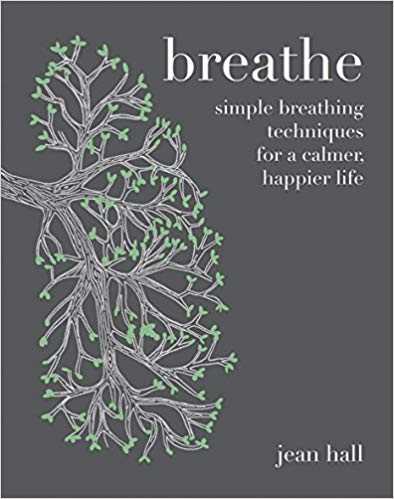 breathe
simple breathing
techniques
for a calmer,
happier life
jean hall